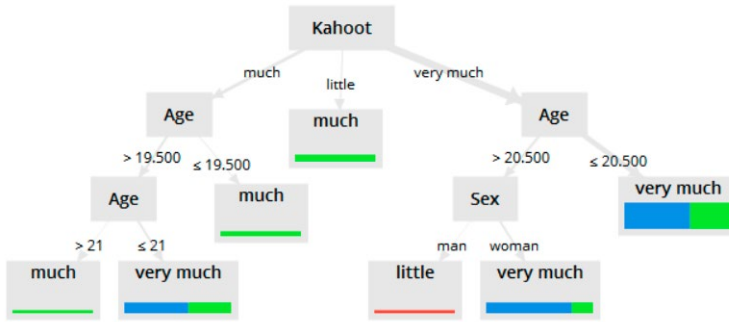 Kahoot
much
little
very much
Age
much
Age
> 19.500
≤ 19.500
> 20.500
≤ 20.500
Age
much
Sex
very much
> 21
≤ 21
man
woman
much
very much
little
very much